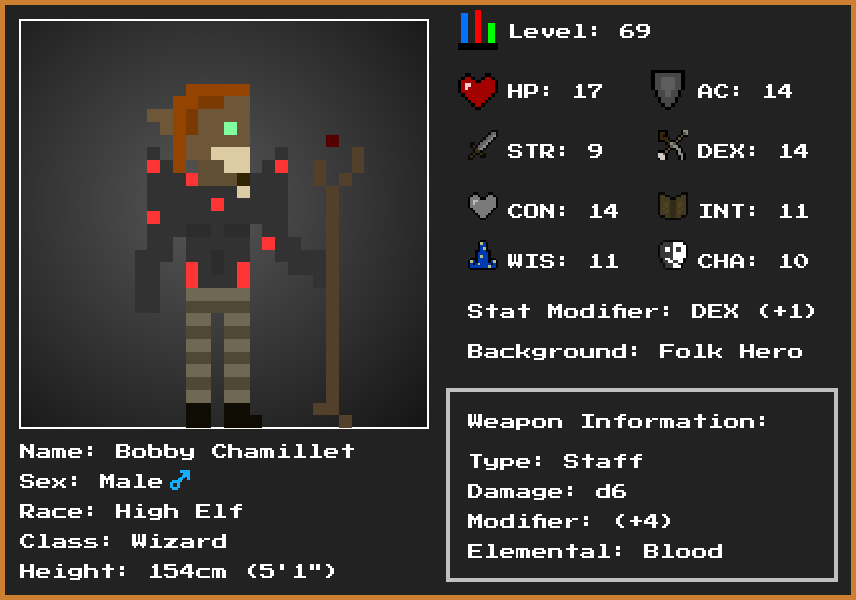 Level: 69
HP: 17
AC: 14
STR: 9
DEX: 14
CON: 14
INT: 11
WIS: 11
CHA: 10
Stat Modifier: DEX (+1)
Background: Folk Hero
Weapon Information:
Type: Staff
Damage: d6
Modifier: (+4)
Elemental: Blood
Name: Bobby Chamillet
Sex: Male♂
Race: High Elf
Class: Wizard
Height: 154cm (5'1")